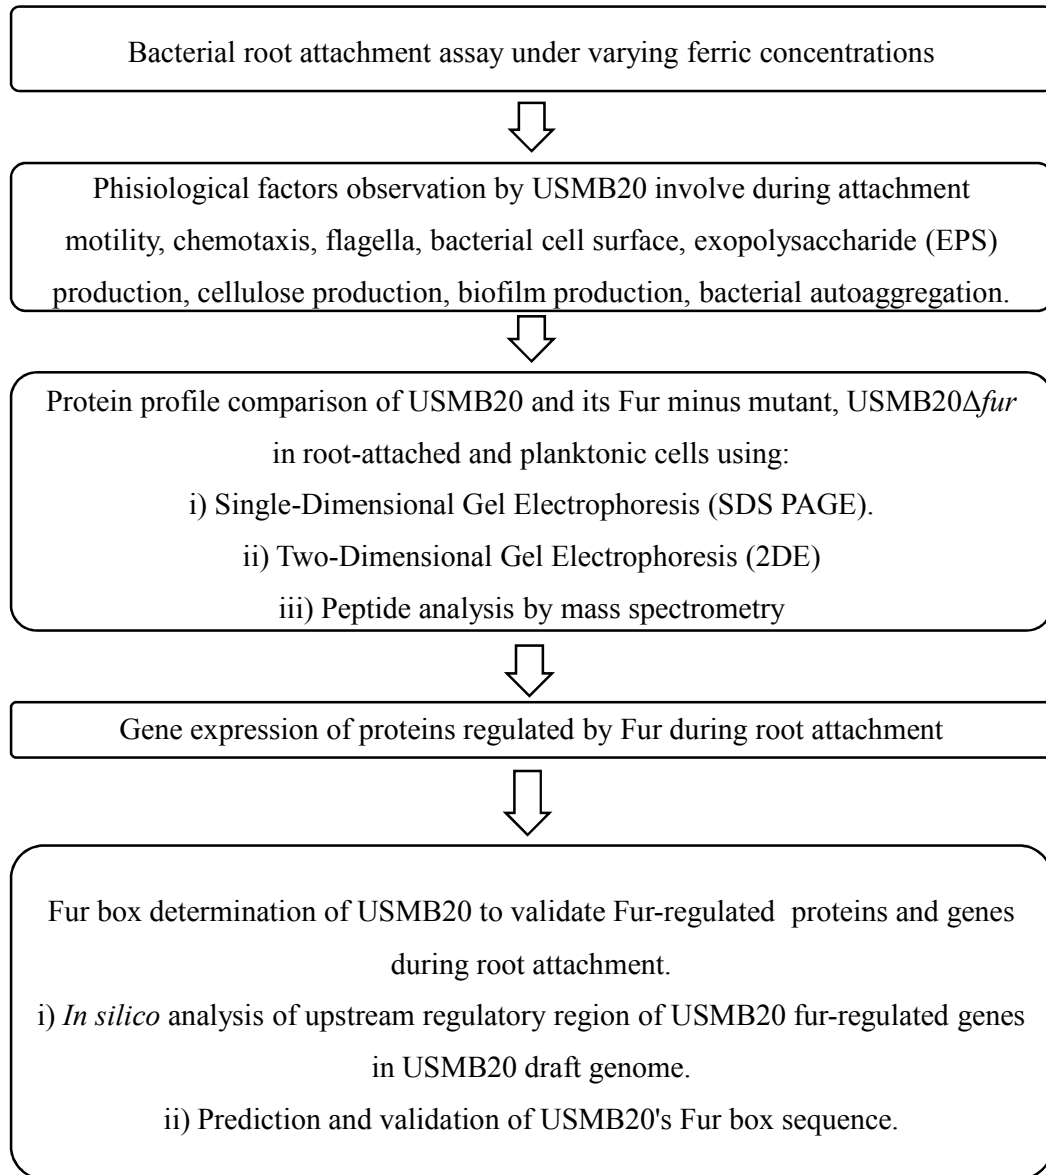 Bacterial root attachment assay under varying ferric concentrations
Phisiological factors observation by USMB20 involve during attachment
motility, chemotaxis, flagella, bacterial cell surface, exopolysaccharide (EPS)
production, cellulose production, biofilm production, bacterial autoaggregation.
Protein profile comparison of USMB20 and its Fur minus mutant, USMB20Δfur
in root-attached and planktonic cells using:
i) Single-Dimensional Gel Electrophoresis (SDS PAGE).
ii) Two-Dimensional Gel Electrophoresis (2DE)
iii) Peptide analysis by mass spectrometry
Gene expression of proteins regulated by Fur during root attachment
Fur box determination of USMB20 to validate Fur-regulated proteins and genes
during root attachment.
i) In silico analysis of upstream regulatory region of USMB20 fur-regulated genes
in USMB20 draft genome.
ii) Prediction and validation of USMB20's Fur box sequence.